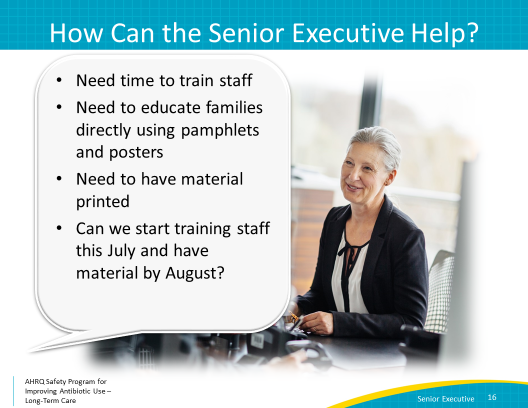 How Can the Senior Executive Help?
• Need time to train staff
• Need to educate families
directly using pamphlets
and posters
• Need to have material
printed
• Can we start training staff
this July and have
material by August?
AHRQ Safety Program for
Improving Antibiotic Use –
Long-Term Care
Senior Executive 16